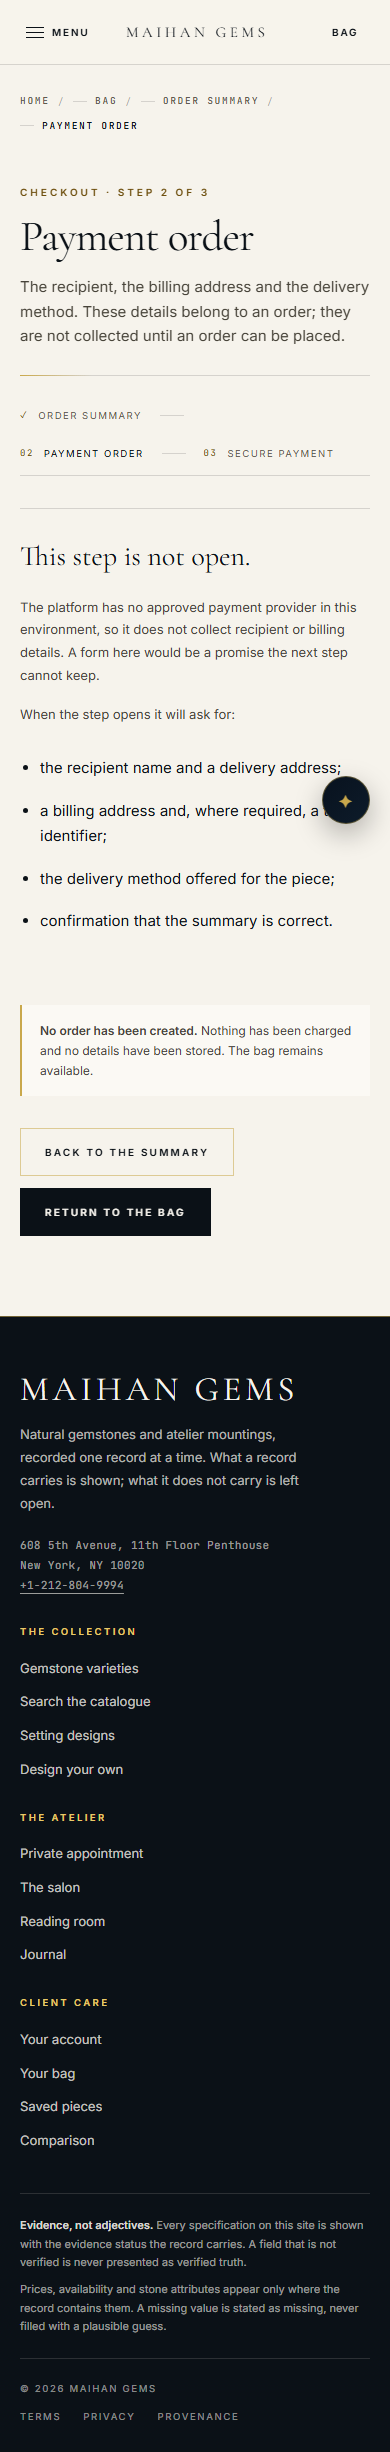 MENU
MAIHAN GEMS
BAG
HOME / — BAG / — ORDER SUMMARY /
— PAYMENT ORDER
CHECKOUT · STEP 2 OF 3
Payment order
The recipient, the billing address and the delivery
method. These details belong to an order; they
are not collected until an order can be placed.
✓ ORDER SUMMARY
02 PAYMENT ORDER
03 SECURE PAYMENT
This step is not open.
The platform has no approved payment provider in this
environment, so it does not collect recipient or billing
details. A form here would be a promise the next step
cannot keep.
When the step opens it will ask for:
• the recipient name and a delivery address;
• a billing address and, where required, a
identifier;
• the delivery method offered for the piece;
• confirmation that the summary is correct.
No order has been created. Nothing has been charged
and no details have been stored. The bag remains
available.
BACK TO THE SUMMARY
RETURN TO THE BAG
MAIHAN GEMS
Natural gemstones and atelier mountings,
recorded one record at a time. What a record
carries is shown; what it does not carry is left
open.
608 5th Avenue, 11th Floor Penthouse
New York, NY 10020
+1-212-804-9994
THE COLLECTION
Gemstone varieties
Search the catalogue
Setting designs
Design your own
THE ATELIER
Private appointment
The salon
Reading room
Journal
CLIENT CARE
Your account
Your bag
Saved pieces
Comparison
Evidence, not adjectives. Every specification on this site is shown
with the evidence status the record carries. A field that is not
verified is never presented as verified truth.
Prices, availability and stone attributes appear only where the
record contains them. A missing value is stated as missing, never
filled with a plausible guess.
© 2026 MAIHAN GEMS
TERMS PRIVACY PROVENANCE